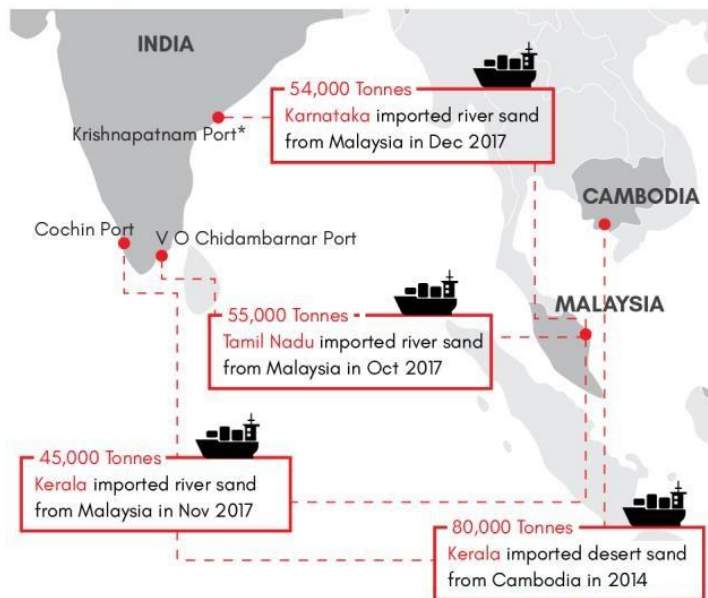 INDIA
54,000 Tonnes
Karnataka imported river sand
from Malaysia in Dec 2017
Krishnapatnam Port*
CAMBODIA
Cochin Port
V O Chidambarnar Port
MALAYSIA
55,000 Tonnes
Tamil Nadu imported river sand
from Malaysia in Oct 2017
45,000 Tonnes
Kerala imported river sand
from Malaysia in Nov 2017
80,000 Tonnes
Kerala imported desert sand
from Cambodia in 2014